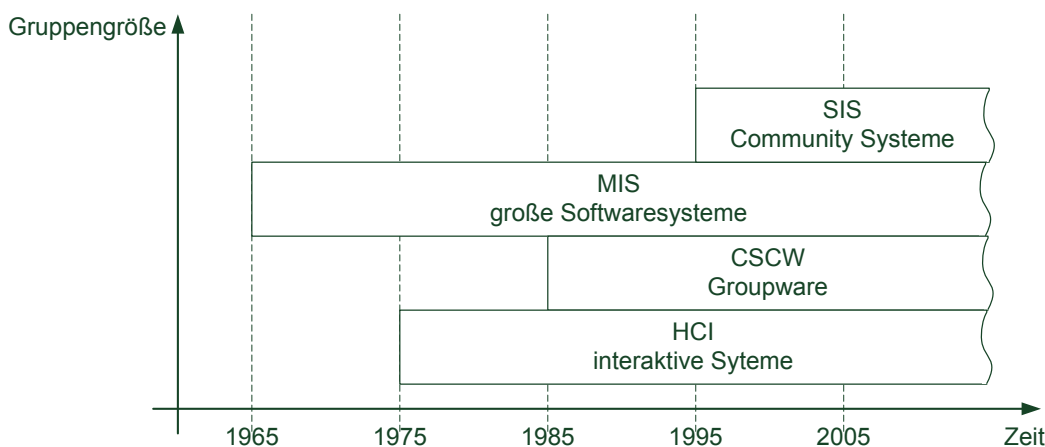 Gruppengröße
SIS
Community Systeme
MIS
große Softwaresysteme
CSCW
Groupware
HCI
interaktive Syteme
1965 1975 1985 1995 2005 Zeit